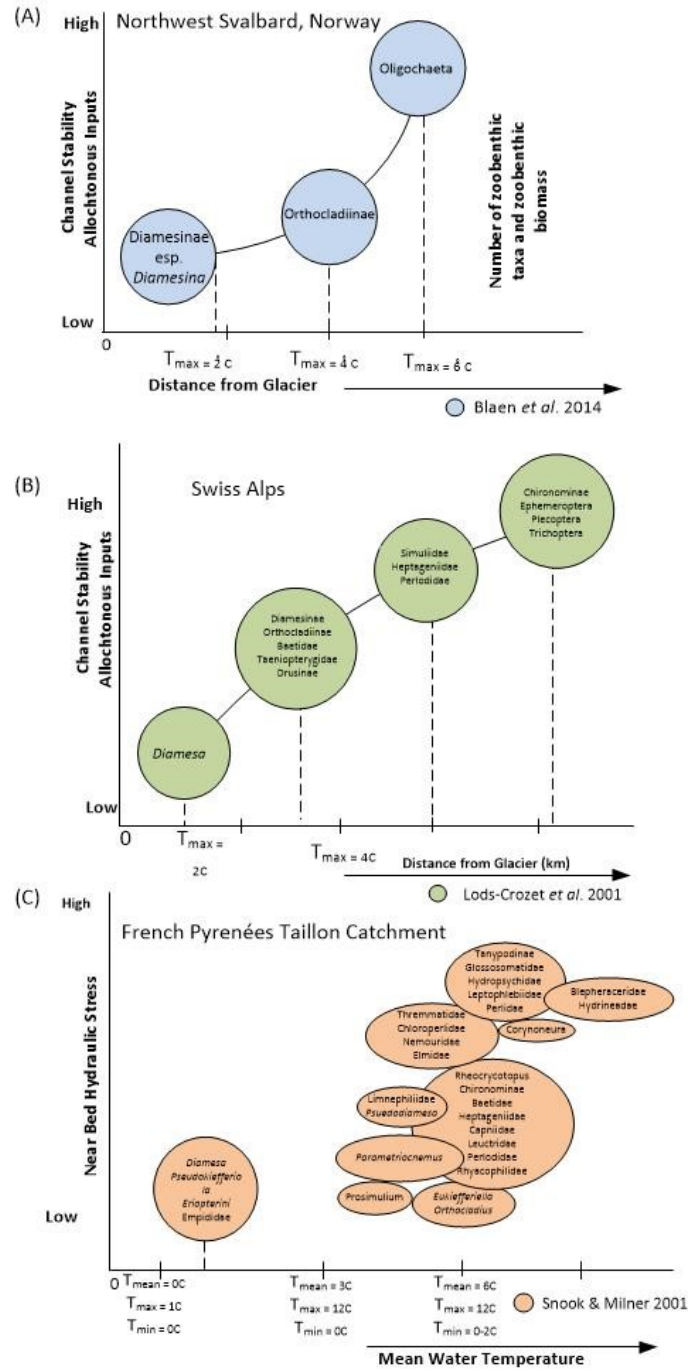 (A)
Northwest Svalbard, Norway
High
Channel Stability
Allochtonous Inputs
Low
Oligochaeta
Orthocladiinae
Diamesinae
esp.
Diamesina
Number of zoobenthic
taxa and zoobenthic
biomass
0
Tmax = 2 C
Tmax = 4 C
Tmax = 6 C
Distance from Glacier
Blaen et al. 2014
(B)
Swiss Alps
High
Channel Stability
Allochtonous Inputs
Low
Chironominae
Ephemeroptera
Plecoptera
Trichoptera
Simuliidae
Heptageniidae
Periodidae
Diamesinae
Orthocladiinae
Baetidae
Taeniopterygidae
Drusinae
Diamesa
0
Tmax =
2C
Tmax = 4C
Distance from Glacier (km)
Lods-Crozet et al. 2001
(C)
High
French Pyrenées Taillon Catchment
Near Bed Hydraulic Stress
Low
Tanypodinae
Glossosomatidae
Hydropsychidae
Leptophlebiidae
Perlidae
Blepheraceridae
Hydrineadae
Thremmatidae
Chloroperlidae
Nemouridae
Elmidae
Corynoneura
Rheocrycotopus
Chironominae
Baetidae
Heptageniidae
Capniidae
Leuctridae
Periodidae
Rhyacophilidae
Limnephiliidae
Psuedodiamesa
Parametriocnemus
Prosimulium
Eukiefferiella
Orthocladius
Diamesa
Pseudokiefferio
la
Eriopterini
Empididae
0
Tmean = 0C
Tmax = 1C
Tmin = 0C
Tmean = 3C
Tmax = 12C
Tmin = 0C
Tmean = 6C
Tmax = 12C
Tmin = 0-2C
Snook & Milner 2001
Mean Water Temperature